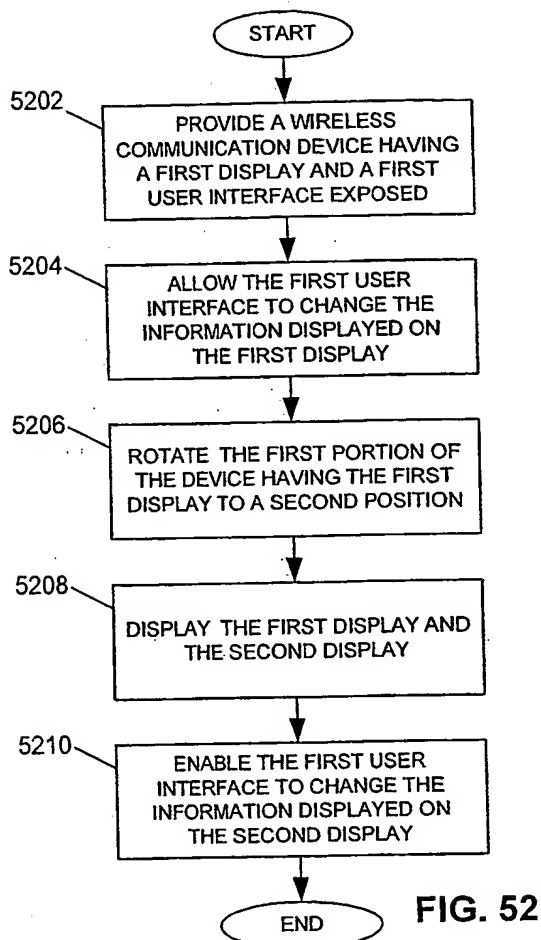 START
5202
PROVIDE A WIRELESS
COMMUNICATION DEVICE HAVING
A FIRST DISPLAY AND A FIRST
USER INTERFACE EXPOSED
5204
ALLOW THE FIRST USER
INTERFACE TO CHANGE THE
INFORMATION DISPLAYED ON
THE FIRST DISPLAY
5206
ROTATE THE FIRST PORTION OF
THE DEVICE HAVING THE FIRST
DISPLAY TO A SECOND POSITION
5208
DISPLAY THE FIRST DISPLAY AND
THE SECOND DISPLAY
5210
ENABLE THE FIRST USER
INTERFACE TO CHANGE THE
INFORMATION DISPLAYED ON
THE SECOND DISPLAY
END
FIG. 52